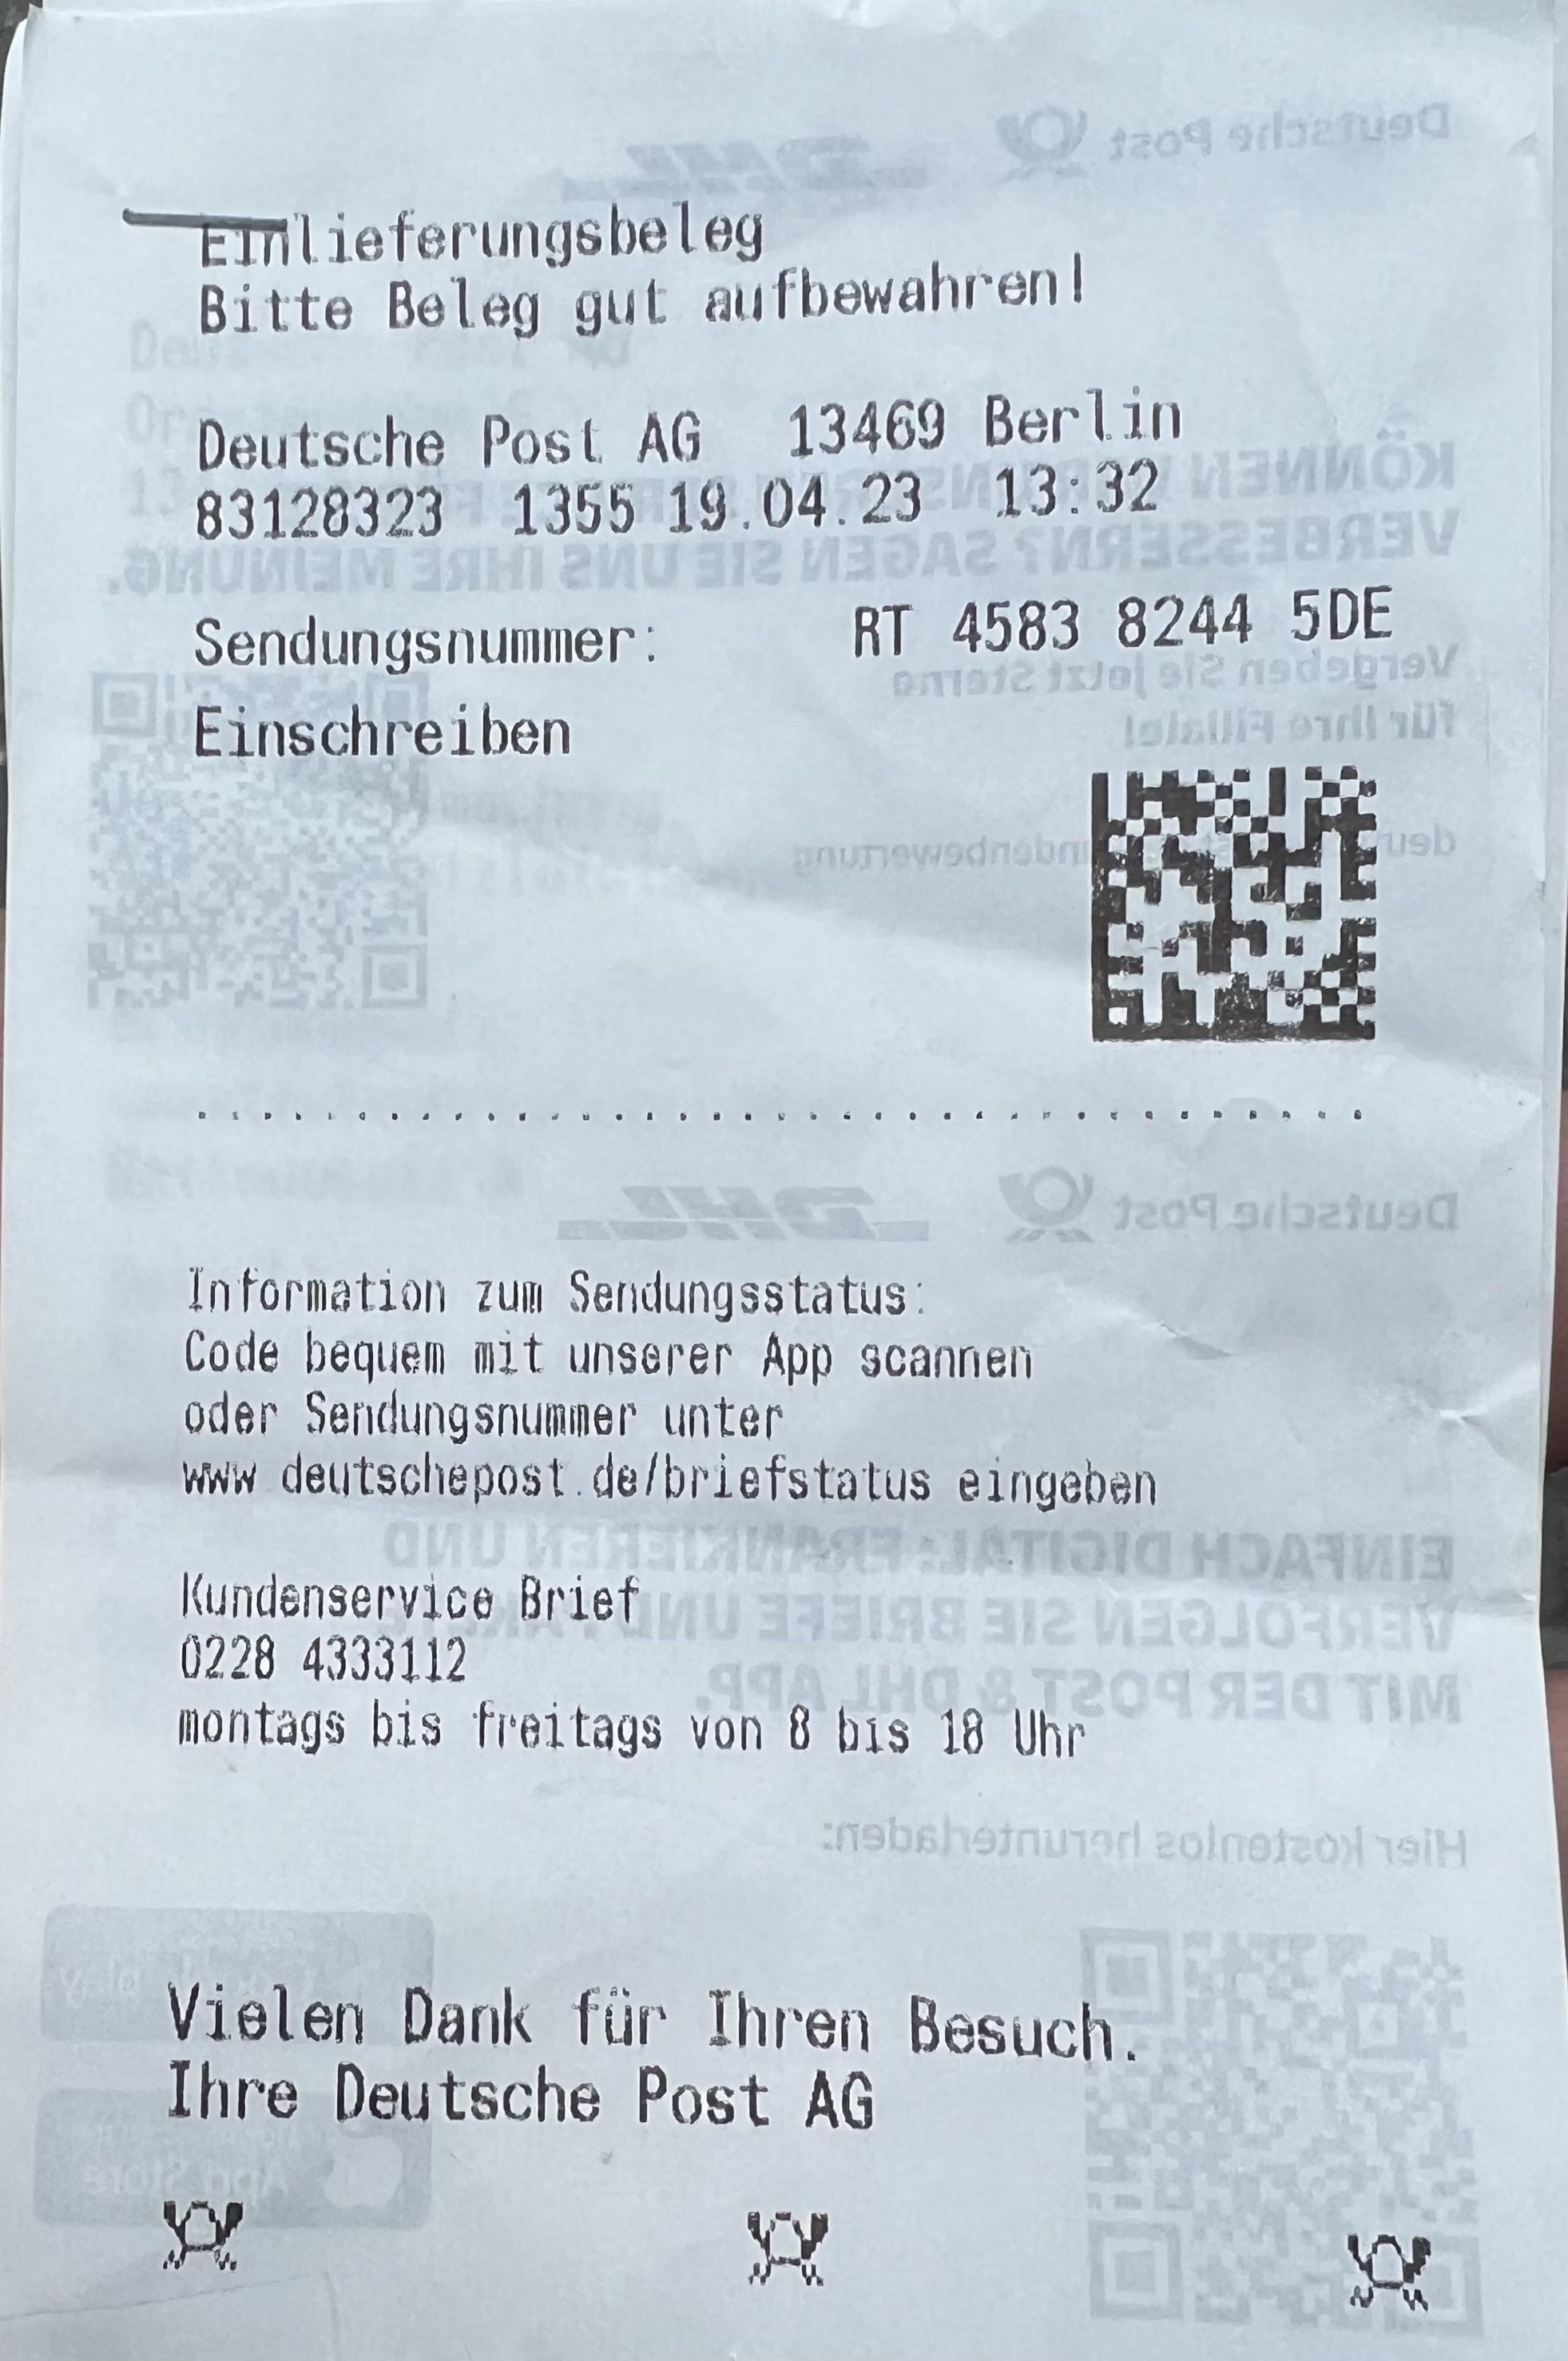 Einlieferungsbeleg
Bitte Beleg gut aufbewahren!
Deutsche Post AG 13469 Berlin
83128323 1355 19.04.23 13:32
Sendungsnummer: RT 4583 8244 5DE
Einschreiben
Information zum Sendungsstatus:
Code bequem mit unserer App scannen
oder Sendungsnummer unter
www.deutschepost.de/briefstatus eingeben
Kundenservice Brief
0228 4333112
montags bis freitags von 8 bis 18 Uhr
Vielen Dank für Ihren Besuch.
Ihre Deutsche Post AG